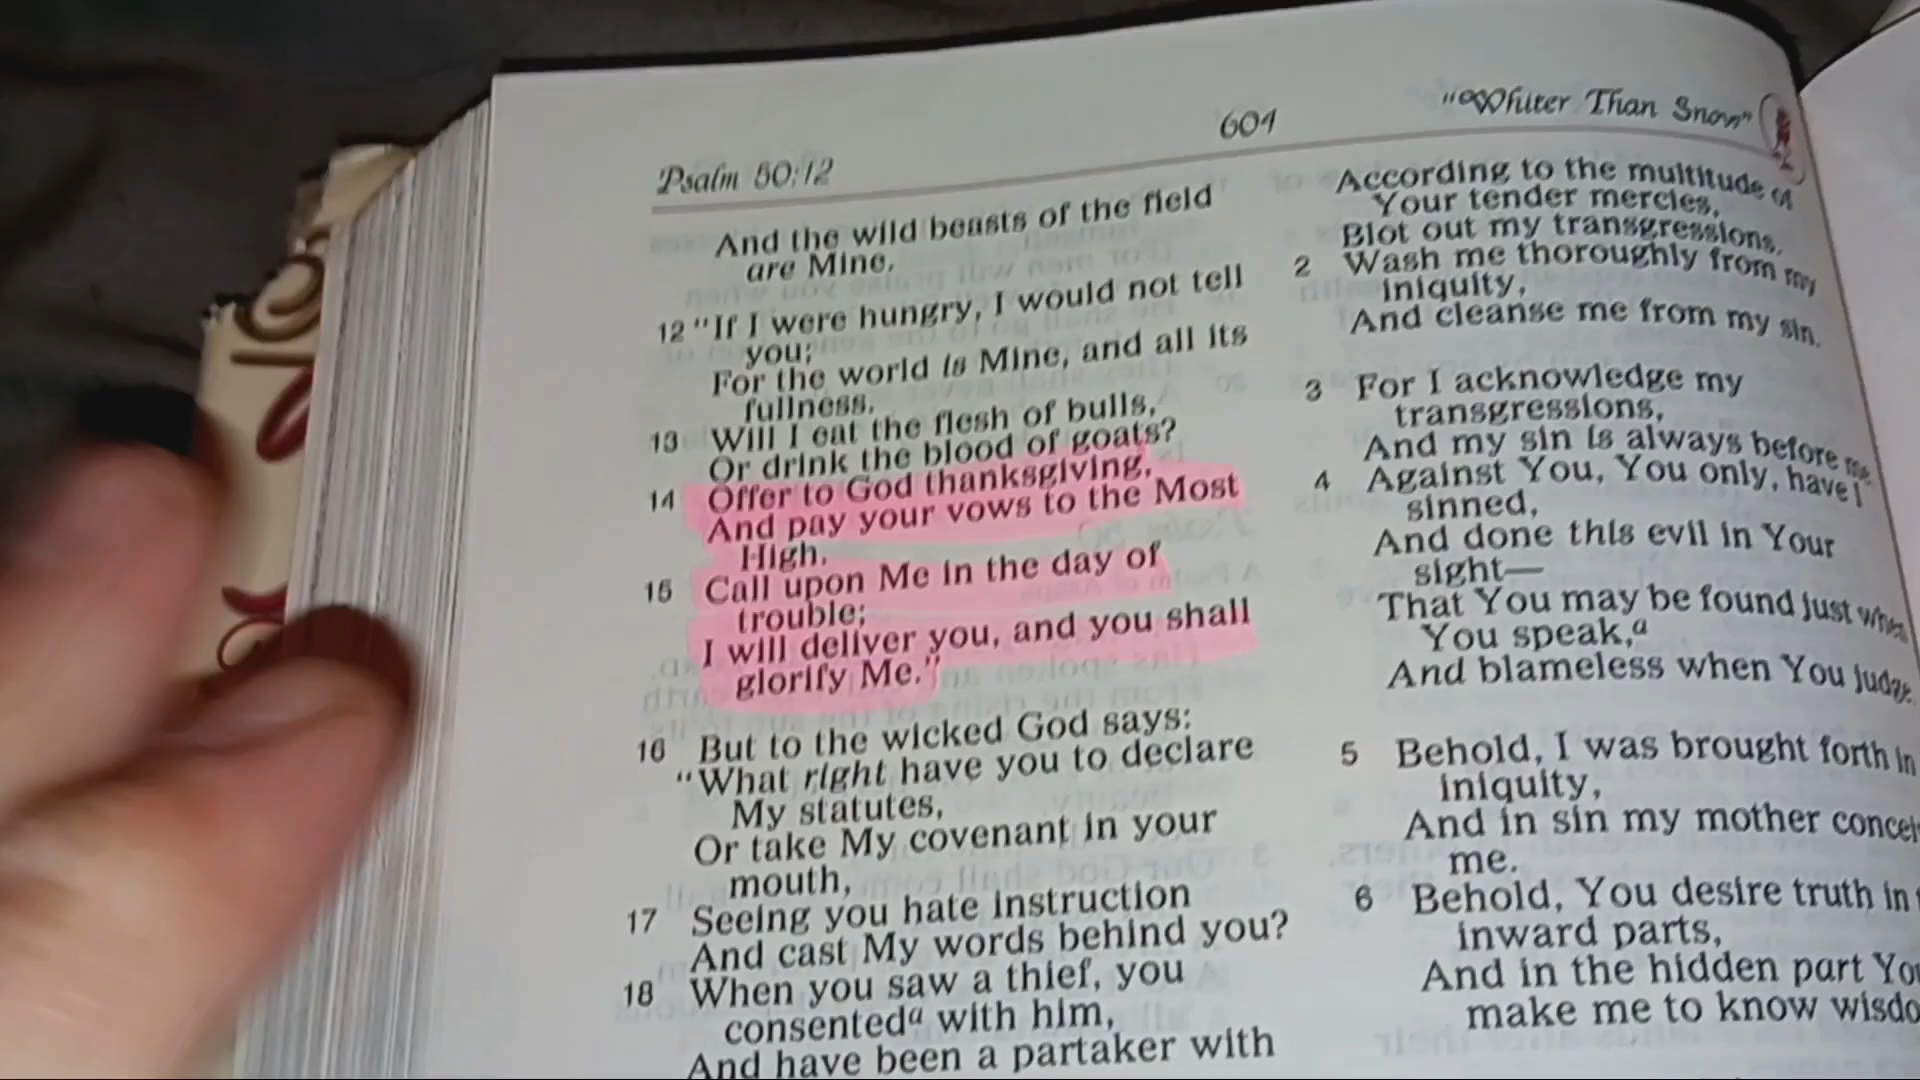 Psalm 50:12
604
"Whiter Than Snow"
And the wild beasts of the field
are Mine.
12 "If I were hungry, I would not tell
you;
For the world is Mine, and all its
fullness.
13 Will I eat the flesh of bulls,
Or drink the blood of goats?
14 Offer to God thanksgiving,
And pay your vows to the Most
High.
15 Call upon Me in the day of
trouble;
I will deliver you, and you shall
glorify Me."
16 But to the wicked God says:
"What right have you to declare
My statutes,
Or take My covenant in your
mouth,
17 Seeing you hate instruction
And cast My words behind you?
18 When you saw a thief, you
consentedᵃ with him,
And have been a partaker with
According to the multitude of
Your tender mercies,
Blot out my transgressions.
2 Wash me thoroughly from my
iniquity,
And cleanse me from my sin.
3 For I acknowledge my
transgressions,
And my sin is always before me.
4 Against You, You only, have I
sinned,
And done this evil in Your
sight—
That You may be found just when
You speak,ᵃ
And blameless when You judge.
5 Behold, I was brought forth in
iniquity,
And in sin my mother concei
me.
6 Behold, You desire truth in t
inward parts,
And in the hidden part You
make me to know wisdo